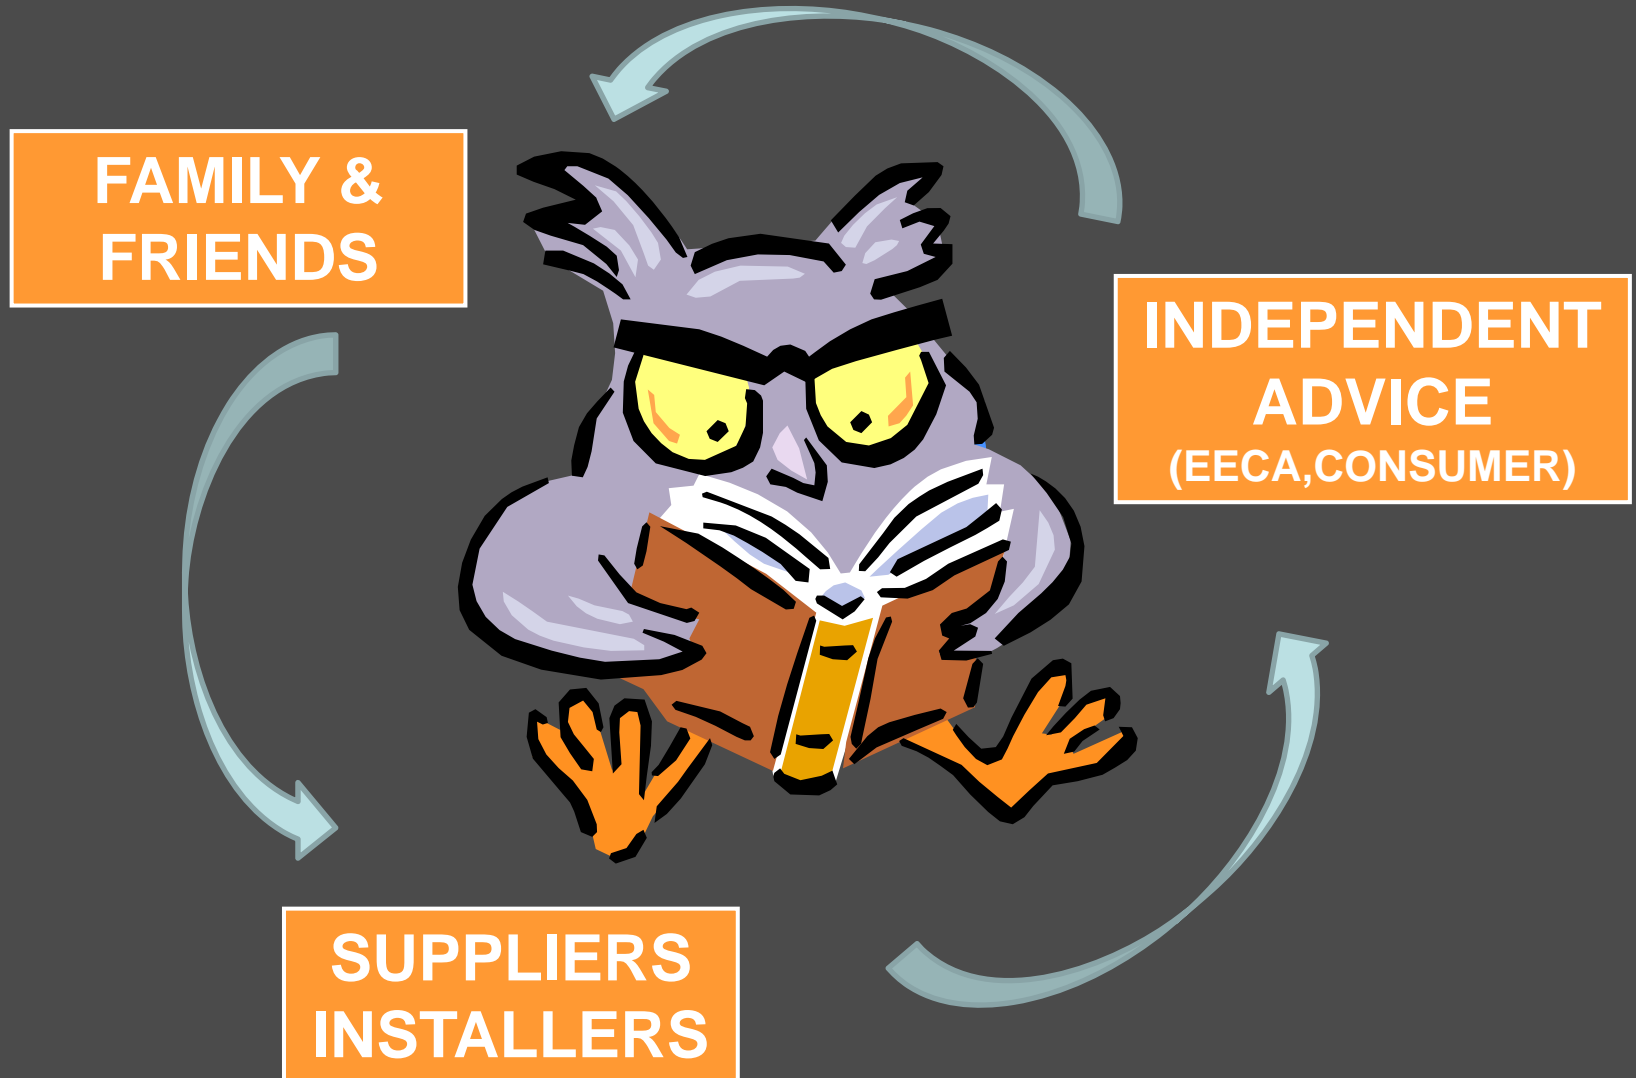 FAMILY &
FRIENDS
INDEPENDENT
ADVICE
(EECA,CONSUMER)
SUPPLIERS
INSTALLERS